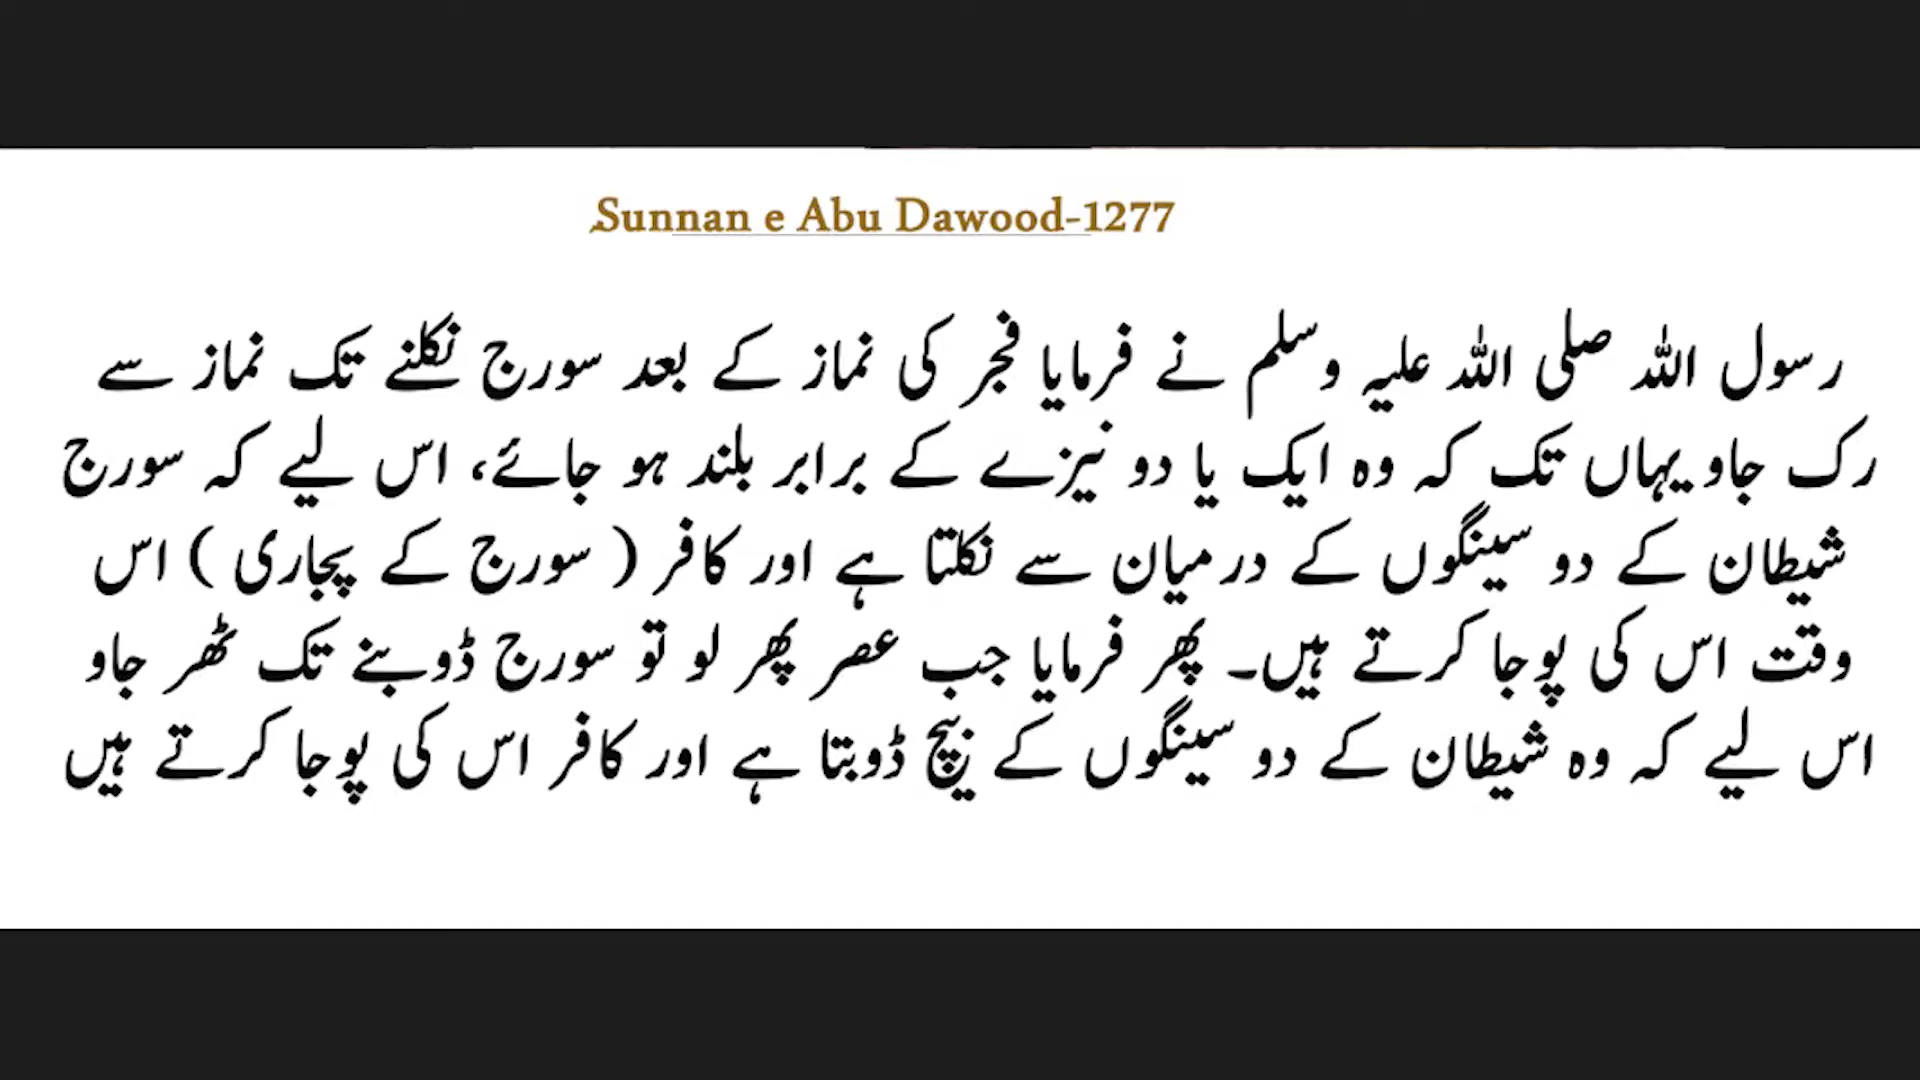 Sunnan e Abu Dawood-1277
رسول اللہ صلی اللہ علیہ وسلم نے فرمایا فجر کی نماز کے بعد سورج نکلنے تک نماز سے
رک جاو یہاں تک کہ وہ ایک یا دو نیزے کے برابر بلند ہو جائے، اس لیے کہ سورج
شیطان کے دو سینگوں کے درمیان سے نکلتا ہے اور کافر ( سورج کے پجاری ) اس
وقت اس کی پوجا کرتے ہیں۔ پھر فرمایا جب عصر پھر لو تو سورج ڈوبنے تک ٹھر جاو
اس لیے کہ وہ شیطان کے دو سینگوں کے بیچ ڈوبتا ہے اور کافر اس کی پوجا کرتے ہیں